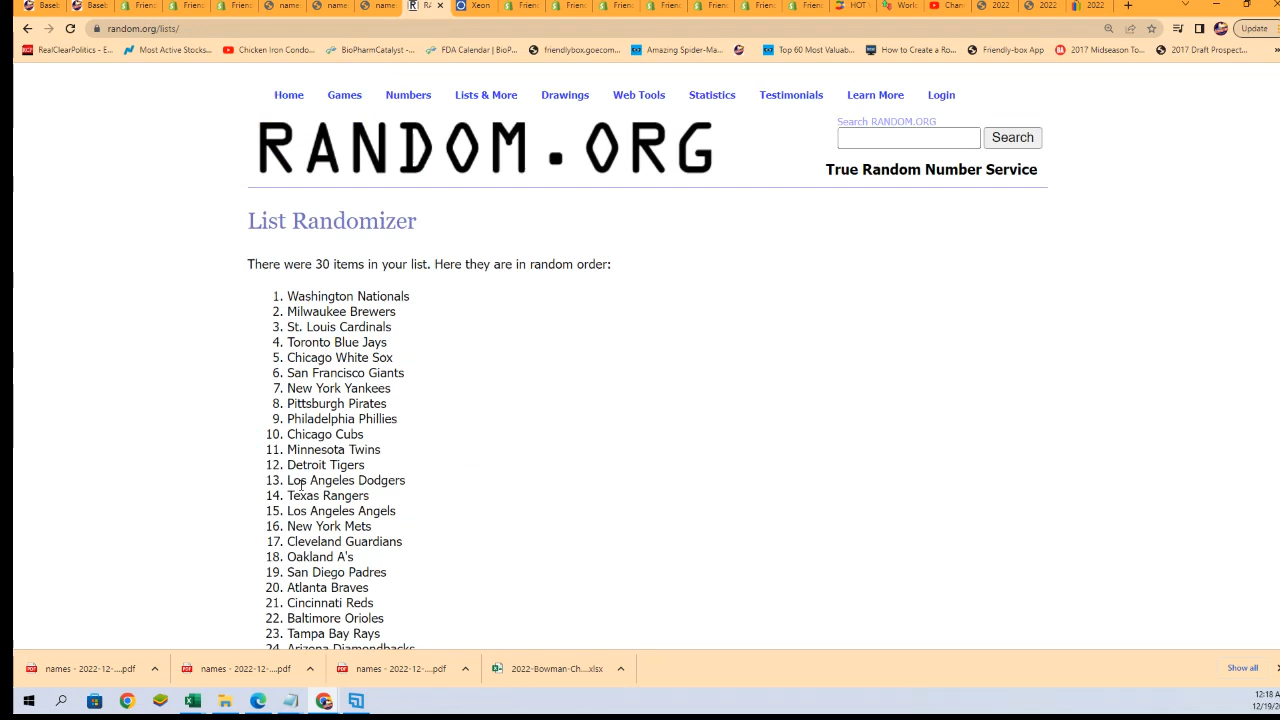 Basel
Basel
Friend
Friend
name
name
name
RA
Xeon
Friend
Friend
Friend
Friend
Friend
Friend
Friend
HOT
World
Chan
2022
2022
2022
random.org/lists/
Update
RealClearPolitics - E...
Most Active Stocks...
Chicken Iron Condo...
BioPharmCatalyst -...
FDA Calendar | BioP...
friendlybox.goecom...
Amazing Spider-Ma...
Top 60 Most Valuab...
How to Create a Ro...
Friendly-box App
2017 Midseason To...
2017 Draft Prospect...
Home Games Numbers Lists & More Drawings Web Tools Statistics Testimonials Learn More Login
RANDOM.ORG
Search RANDOM.ORG
Search
True Random Number Service
List Randomizer
There were 30 items in your list. Here they are in random order:
1. Washington Nationals
2. Milwaukee Brewers
3. St. Louis Cardinals
4. Toronto Blue Jays
5. Chicago White Sox
6. San Francisco Giants
7. New York Yankees
8. Pittsburgh Pirates
9. Philadelphia Phillies
10. Chicago Cubs
11. Minnesota Twins
12. Detroit Tigers
13. Los Angeles Dodgers
14. Texas Rangers
15. Los Angeles Angels
16. New York Mets
17. Cleveland Guardians
18. Oakland A's
19. San Diego Padres
20. Atlanta Braves
21. Cincinnati Reds
22. Baltimore Orioles
23. Tampa Bay Rays
24. Arizona Diamondbacks
names - 2022-12-....pdf
names - 2022-12-....pdf
names - 2022-12-....pdf
2022-Bowman-Ch....xlsx
Show all
12:18 A
12/19/2